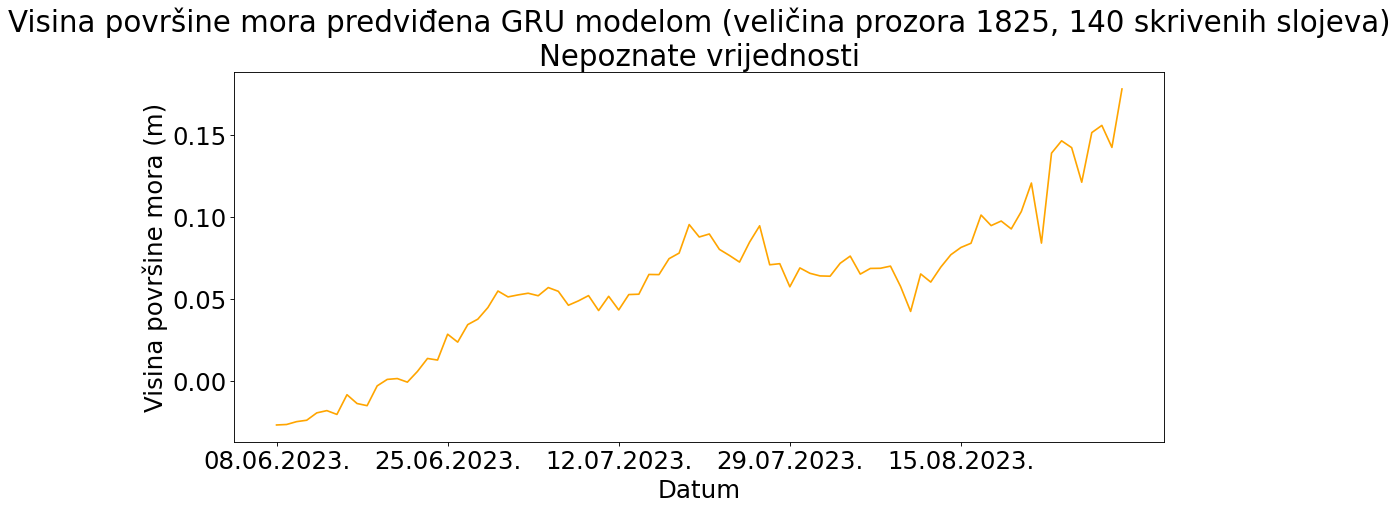 Visina površine mora predviđena GRU modelom (veličina prozora 1825, 140 skrivenih slojeva)
Nepoznate vrijednosti
Visina površine mora (m)
0.15
0.10
0.05
0.00
08.06.2023. 25.06.2023. 12.07.2023. 29.07.2023. 15.08.2023.
Datum